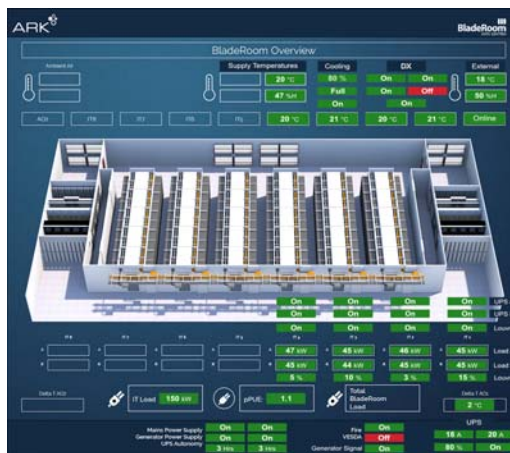 ARK
BladeRoom
DATA CENTRES
BladeRoom Overview
Ambient Air Supply Temperatures Cooling DX External
20 °C 80 % On On 18 °C
47 %H Full On Off 50 %H
On On
20 °C 21 °C 20 °C 21 °C Online
On On On On UPS
On On On On UPS
On On On On
47 kW 45 kW 46 kW 45 kW Load
45 kW 44 kW 45 kW 45 kW Load
5 % 10 % 3 % 15 %
Delta T AOI IT Load 150 kW pPUE: 1.1 Total BladeRoom Load
2 °C
Mains Power Supply On On Fire On UPS
Generator Power Supply On On VESDA Off 18 A 20 A
UPS Autonomy 3 Hrs 3 Hrs Generator Signal On 80 % On